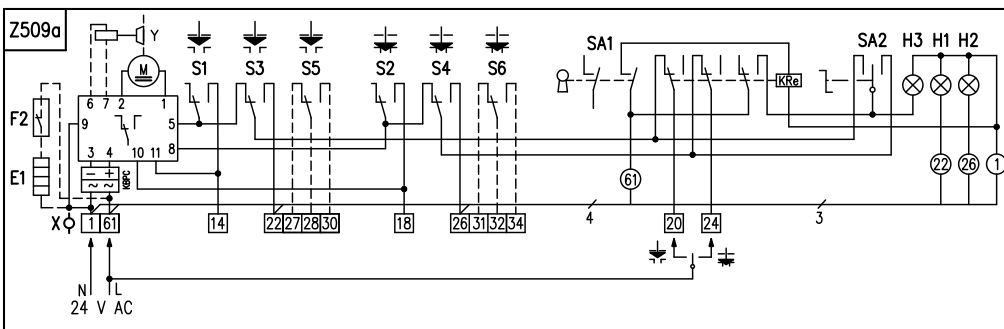 Z509a
Y
S1
S3
S5
S2
S4
S6
SA1
SA2
H3
H1
H2
M
KRe
6 7 2 1
F2
9
5
8
3 4 10 11
E1
- +
~ ~
KBPC
61
22
26
1
X
1
61
14
22
27
28
30
18
26
31
32
34
4
20
24
3
N L
24 V AC